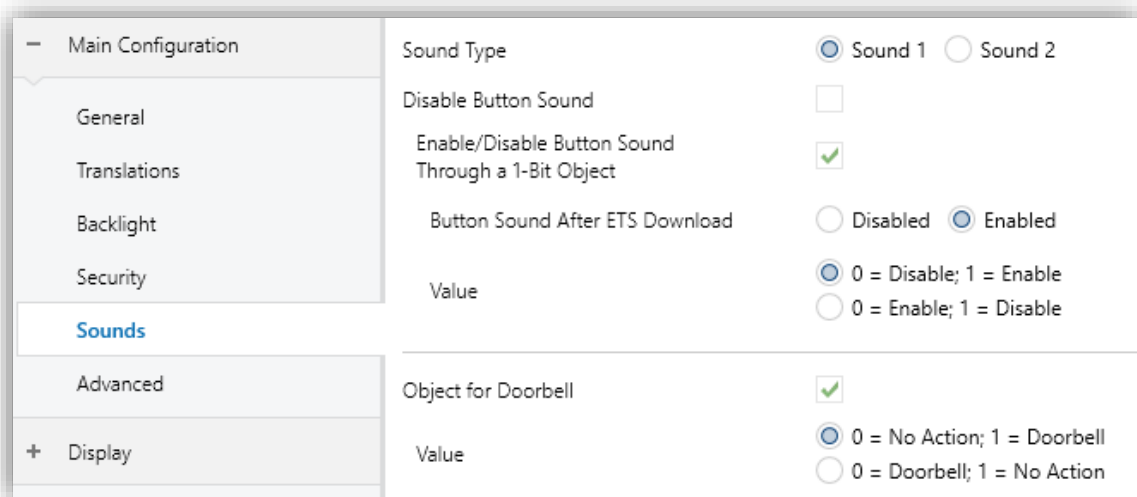 Main Configuration
General
Translations
Backlight
Security
Sounds
Advanced
Display
Sound Type
Sound 1
Sound 2
Disable Button Sound
Enable/Disable Button Sound
Through a 1-Bit Object
Button Sound After ETS Download
Disabled
Enabled
Value
0 = Disable; 1 = Enable
0 = Enable; 1 = Disable
Object for Doorbell
Value
0 = No Action; 1 = Doorbell
0 = Doorbell; 1 = No Action